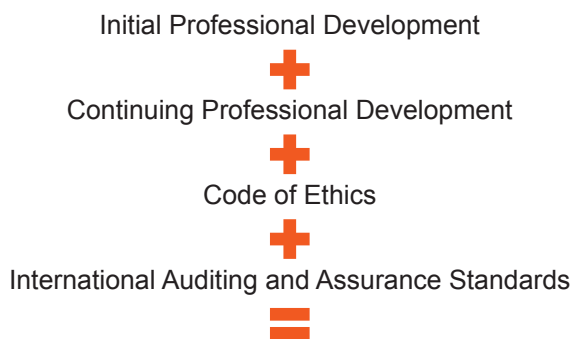 Initial Professional Development
+
Continuing Professional Development
+
Code of Ethics
+
International Auditing and Assurance Standards
=